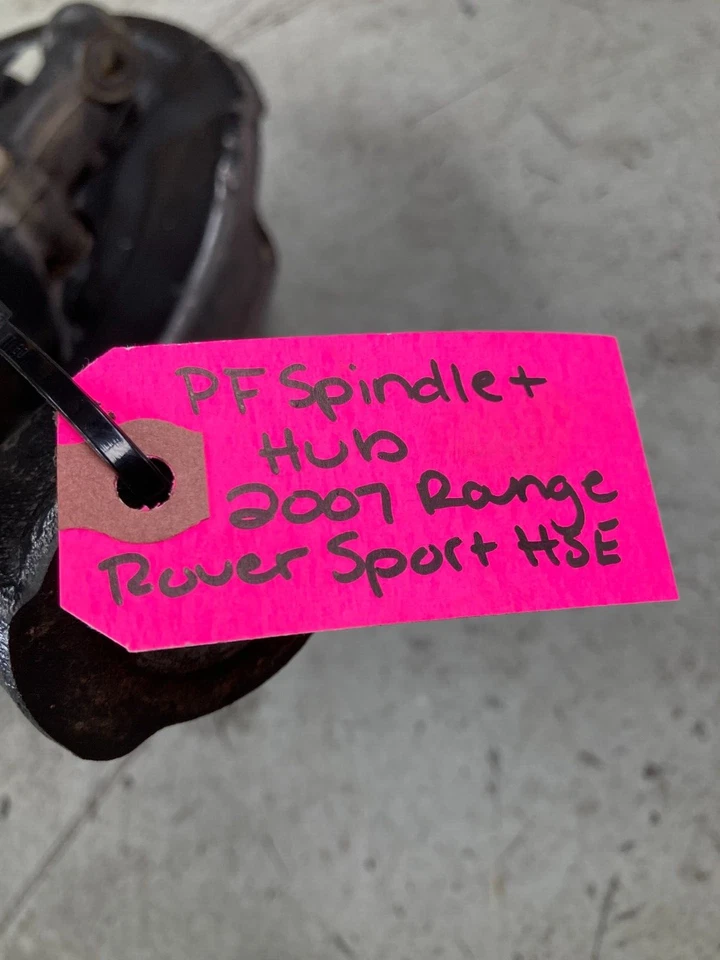 PF Spindle +
Hub
2007 Range
Rover Sport HSE